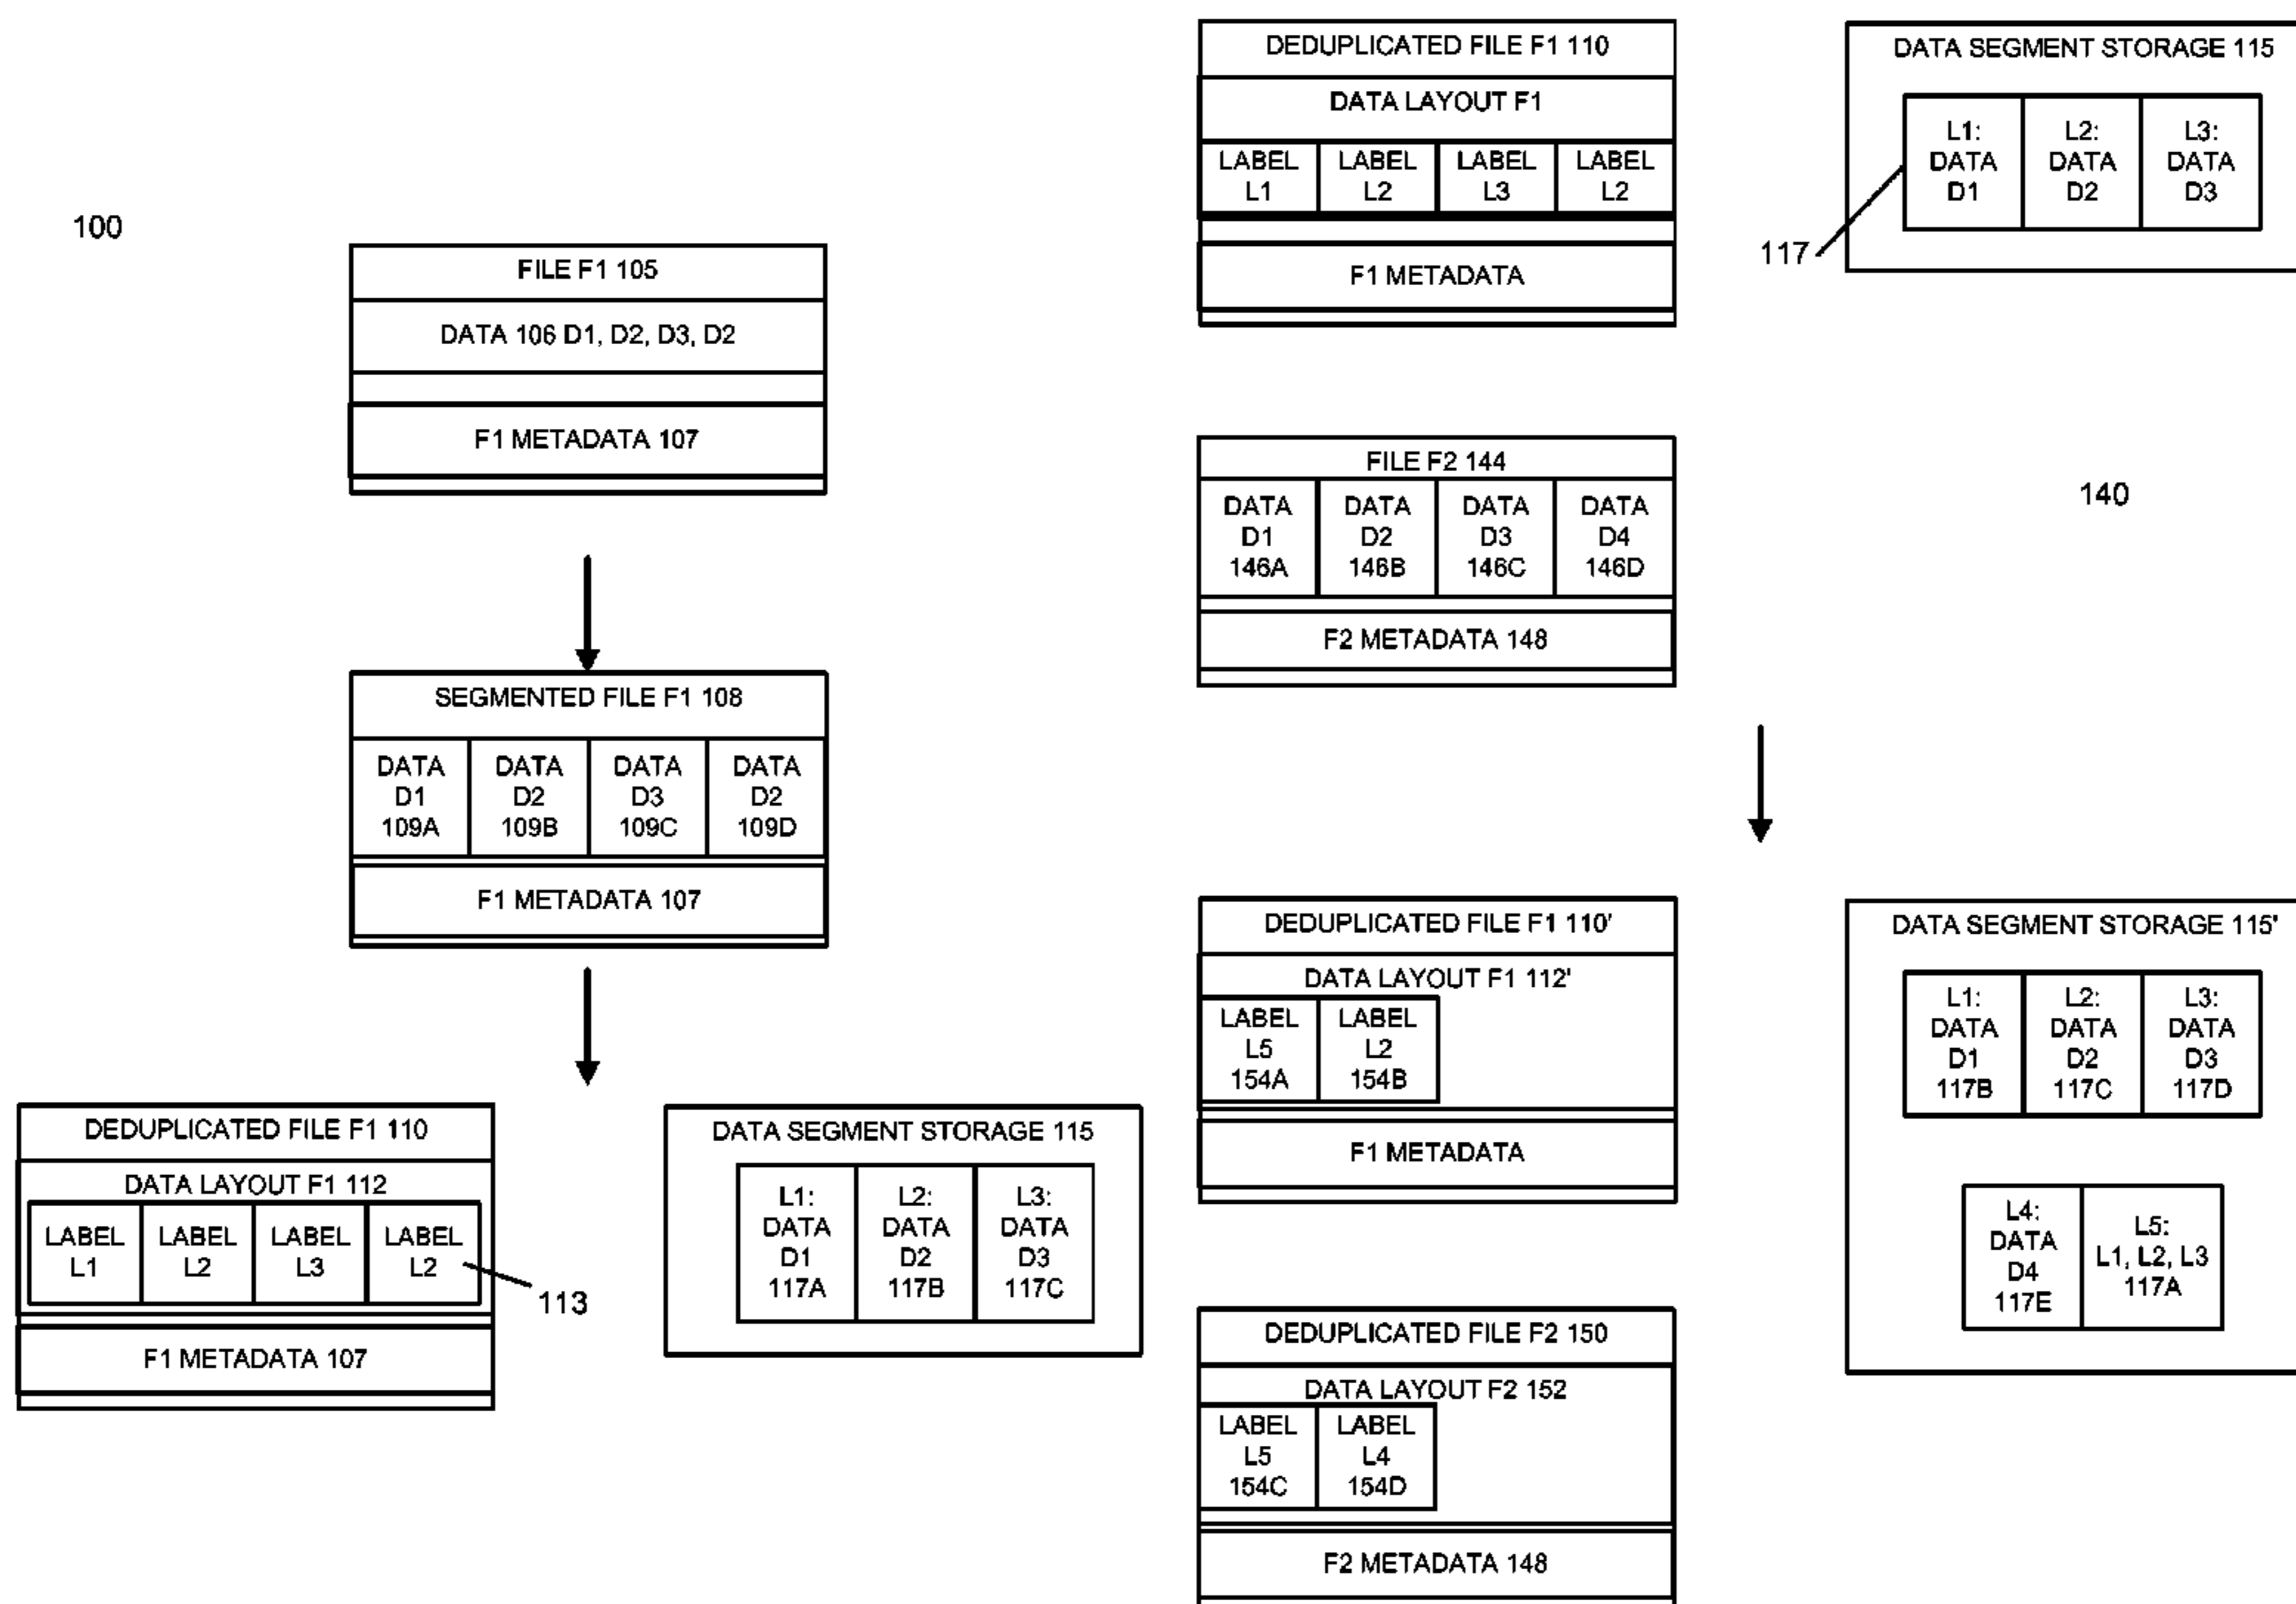 100
FILE F1 105
DATA 106 D1, D2, D3, D2
F1 METADATA 107
SEGMENTED FILE F1 108
DATA D1 109A
DATA D2 109B
DATA D3 109C
DATA D2 109D
F1 METADATA 107
DEDUPLICATED FILE F1 110
DATA LAYOUT F1 112
LABEL L1
LABEL L2
LABEL L3
LABEL L2
113
F1 METADATA 107
DATA SEGMENT STORAGE 115
L1: DATA D1 117A
L2: DATA D2 117B
L3: DATA D3 117C
DEDUPLICATED FILE F1 110
DATA LAYOUT F1
LABEL L1
LABEL L2
LABEL L3
LABEL L2
F1 METADATA
DATA SEGMENT STORAGE 115
L1: DATA D1
L2: DATA D2
L3: DATA D3
117
FILE F2 144
DATA D1 146A
DATA D2 146B
DATA D3 146C
DATA D4 146D
F2 METADATA 148
140
DEDUPLICATED FILE F1 110'
DATA LAYOUT F1 112'
LABEL L5 154A
LABEL L2 154B
F1 METADATA
DATA SEGMENT STORAGE 115'
L1: DATA D1 117B
L2: DATA D2 117C
L3: DATA D3 117D
L4: DATA D4 117E
L5: L1, L2, L3 117A
DEDUPLICATED FILE F2 150
DATA LAYOUT F2 152
LABEL L5 154C
LABEL L4 154D
F2 METADATA 148